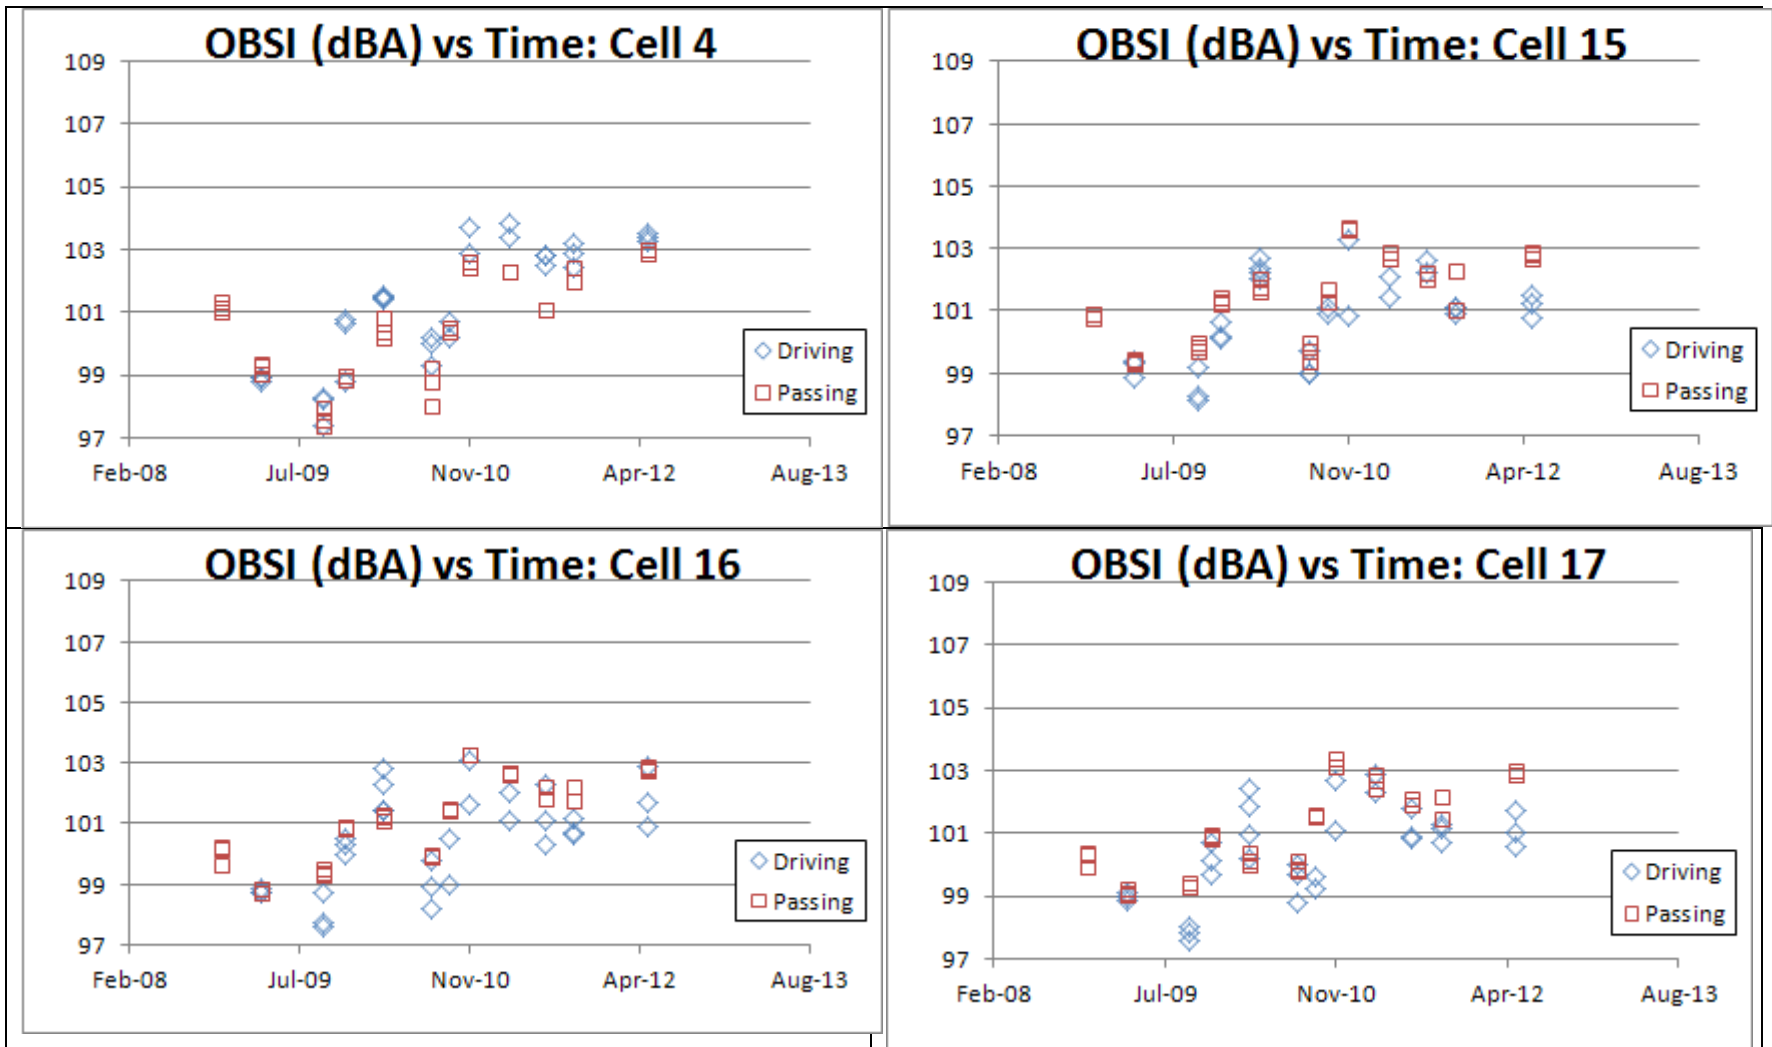 OBSI (dBA) vs Time: Cell 4
109
107
105
103
101
99
97
Feb-08 Jul-09 Nov-10 Apr-12 Aug-13
Driving
Passing
OBSI (dBA) vs Time: Cell 15
109
107
105
103
101
99
97
Feb-08 Jul-09 Nov-10 Apr-12 Aug-13
Driving
Passing
OBSI (dBA) vs Time: Cell 16
109
107
105
103
101
99
97
Feb-08 Jul-09 Nov-10 Apr-12 Aug-13
Driving
Passing
OBSI (dBA) vs Time: Cell 17
109
107
105
103
101
99
97
Feb-08 Jul-09 Nov-10 Apr-12 Aug-13
Driving
Passing